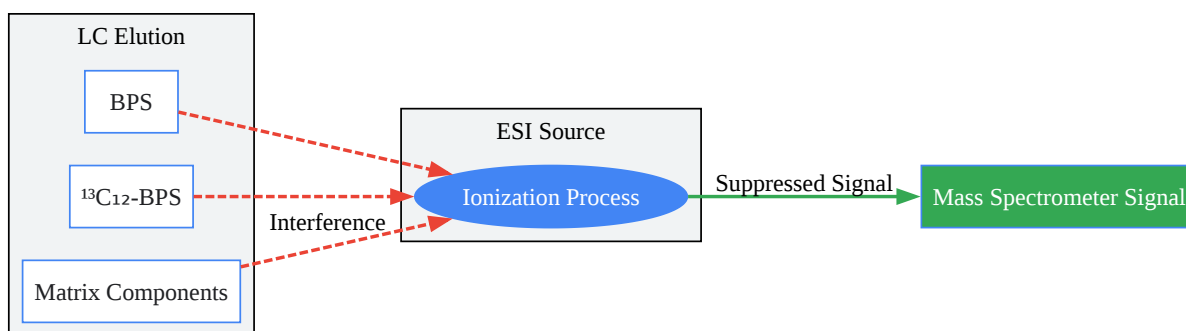 LC Elution
BPS
¹³C₁₂-BPS
Matrix Components
Interference
ESI Source
Ionization Process
Suppressed Signal
Mass Spectrometer Signal